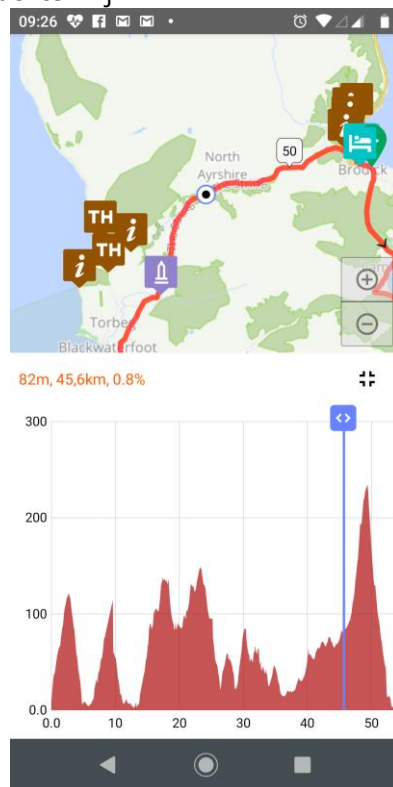 09:26
50
North
Ayrshire
Brodick
TH
i
TH
i
i
Torbeg
Blackwaterfoot
82m, 45,6km, 0.8%
300
200
100
0.0
0.0 10 20 30 40 50